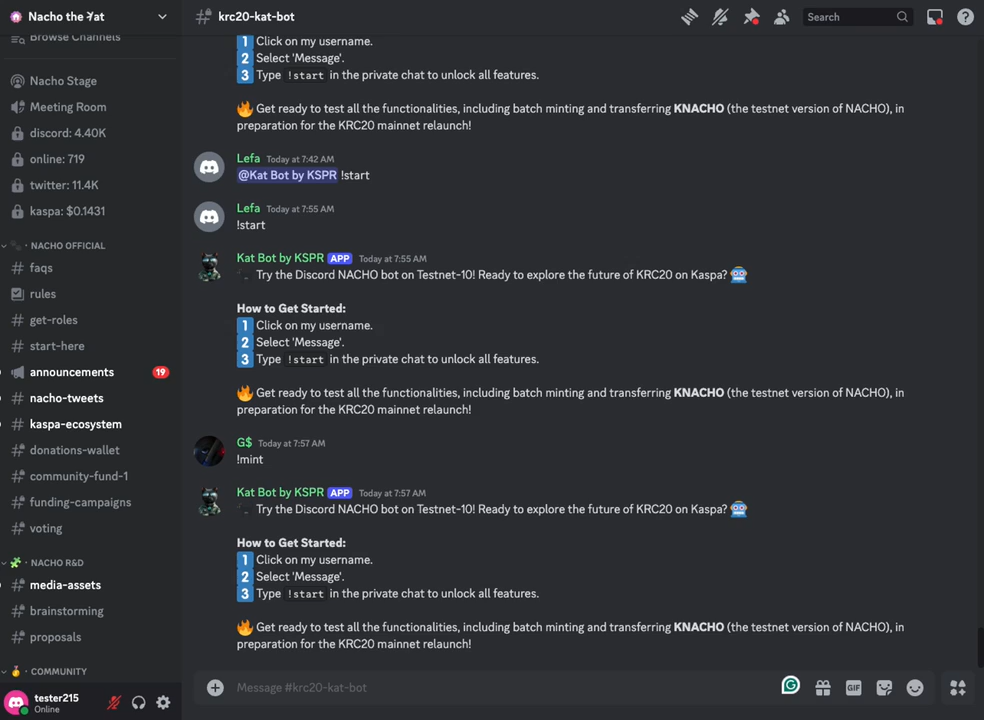 Nacho the Kat
# krc20-kat-bot
Search
Browse Channels
Nacho Stage
Meeting Room
discord: 4.40K
online: 719
twitter: 11.4K
kaspa: $0.1431
NACHO OFFICIAL
faqs
rules
get-roles
start-here
announcements 19
nacho-tweets
kaspa-ecosystem
donations-wallet
community-fund-1
funding-campaigns
voting
NACHO R&D
media-assets
brainstorming
proposals
COMMUNITY
tester215
Online
1 Click on my username.
2 Select 'Message'.
3 Type !start in the private chat to unlock all features.
🔥 Get ready to test all the functionalities, including batch minting and transferring KNACHO (the testnet version of NACHO), in
preparation for the KRC20 mainnet relaunch!
Lefa Today at 7:42 AM
@Kat Bot by KSPR !start
Lefa Today at 7:55 AM
!start
Kat Bot by KSPR APP Today at 7:55 AM
Try the Discord NACHO bot on Testnet-10! Ready to explore the future of KRC20 on Kaspa? 🤖
How to Get Started:
1 Click on my username.
2 Select 'Message'.
3 Type !start in the private chat to unlock all features.
🔥 Get ready to test all the functionalities, including batch minting and transferring KNACHO (the testnet version of NACHO), in
preparation for the KRC20 mainnet relaunch!
G$ Today at 7:57 AM
!mint
Kat Bot by KSPR APP Today at 7:57 AM
Try the Discord NACHO bot on Testnet-10! Ready to explore the future of KRC20 on Kaspa? 🤖
How to Get Started:
1 Click on my username.
2 Select 'Message'.
3 Type !start in the private chat to unlock all features.
🔥 Get ready to test all the functionalities, including batch minting and transferring KNACHO (the testnet version of NACHO), in
preparation for the KRC20 mainnet relaunch!
Message #krc20-kat-bot
GIF